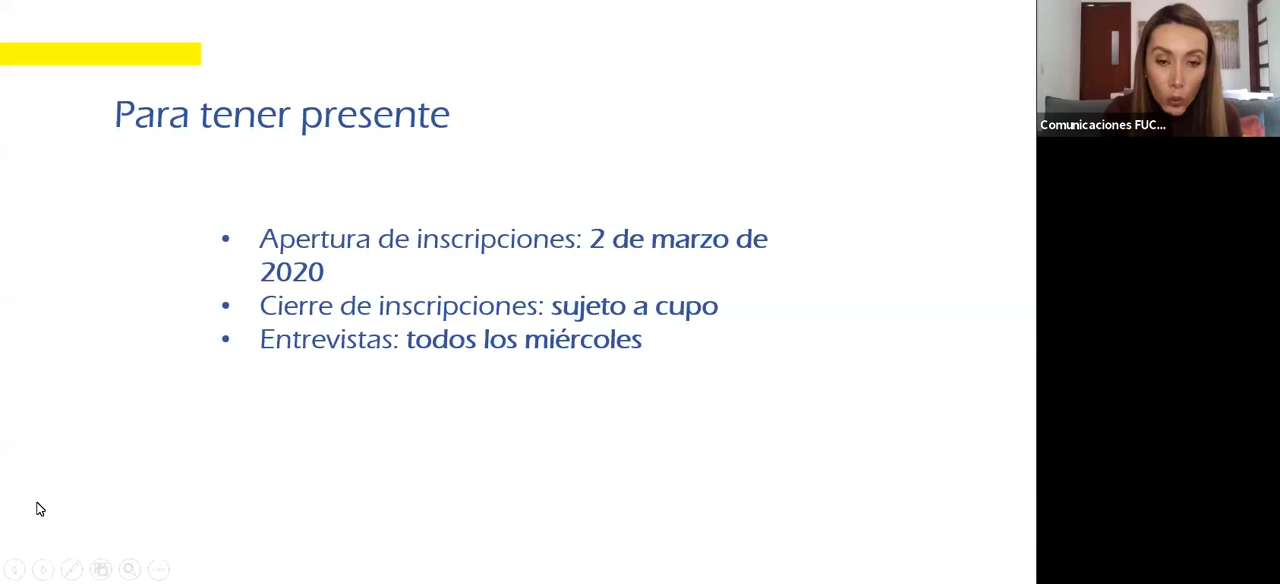 Para tener presente
• Apertura de inscripciones: 2 de marzo de
2020
• Cierre de inscripciones: sujeto a cupo
• Entrevistas: todos los miércoles
Comunicaciones FUC...